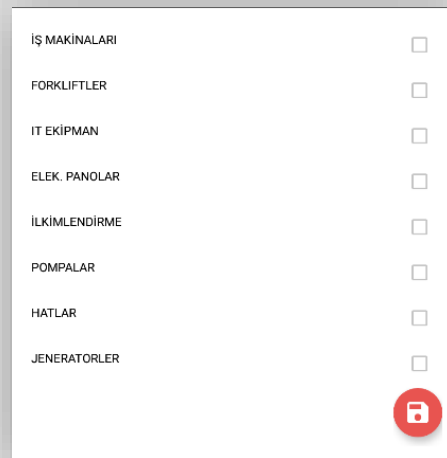 İŞ MAKİNALARI
FORKLIFTLER
IT EKİPMAN
ELEK. PANOLAR
İLKİMLENDİRME
POMPALAR
HATLAR
JENERATORLER